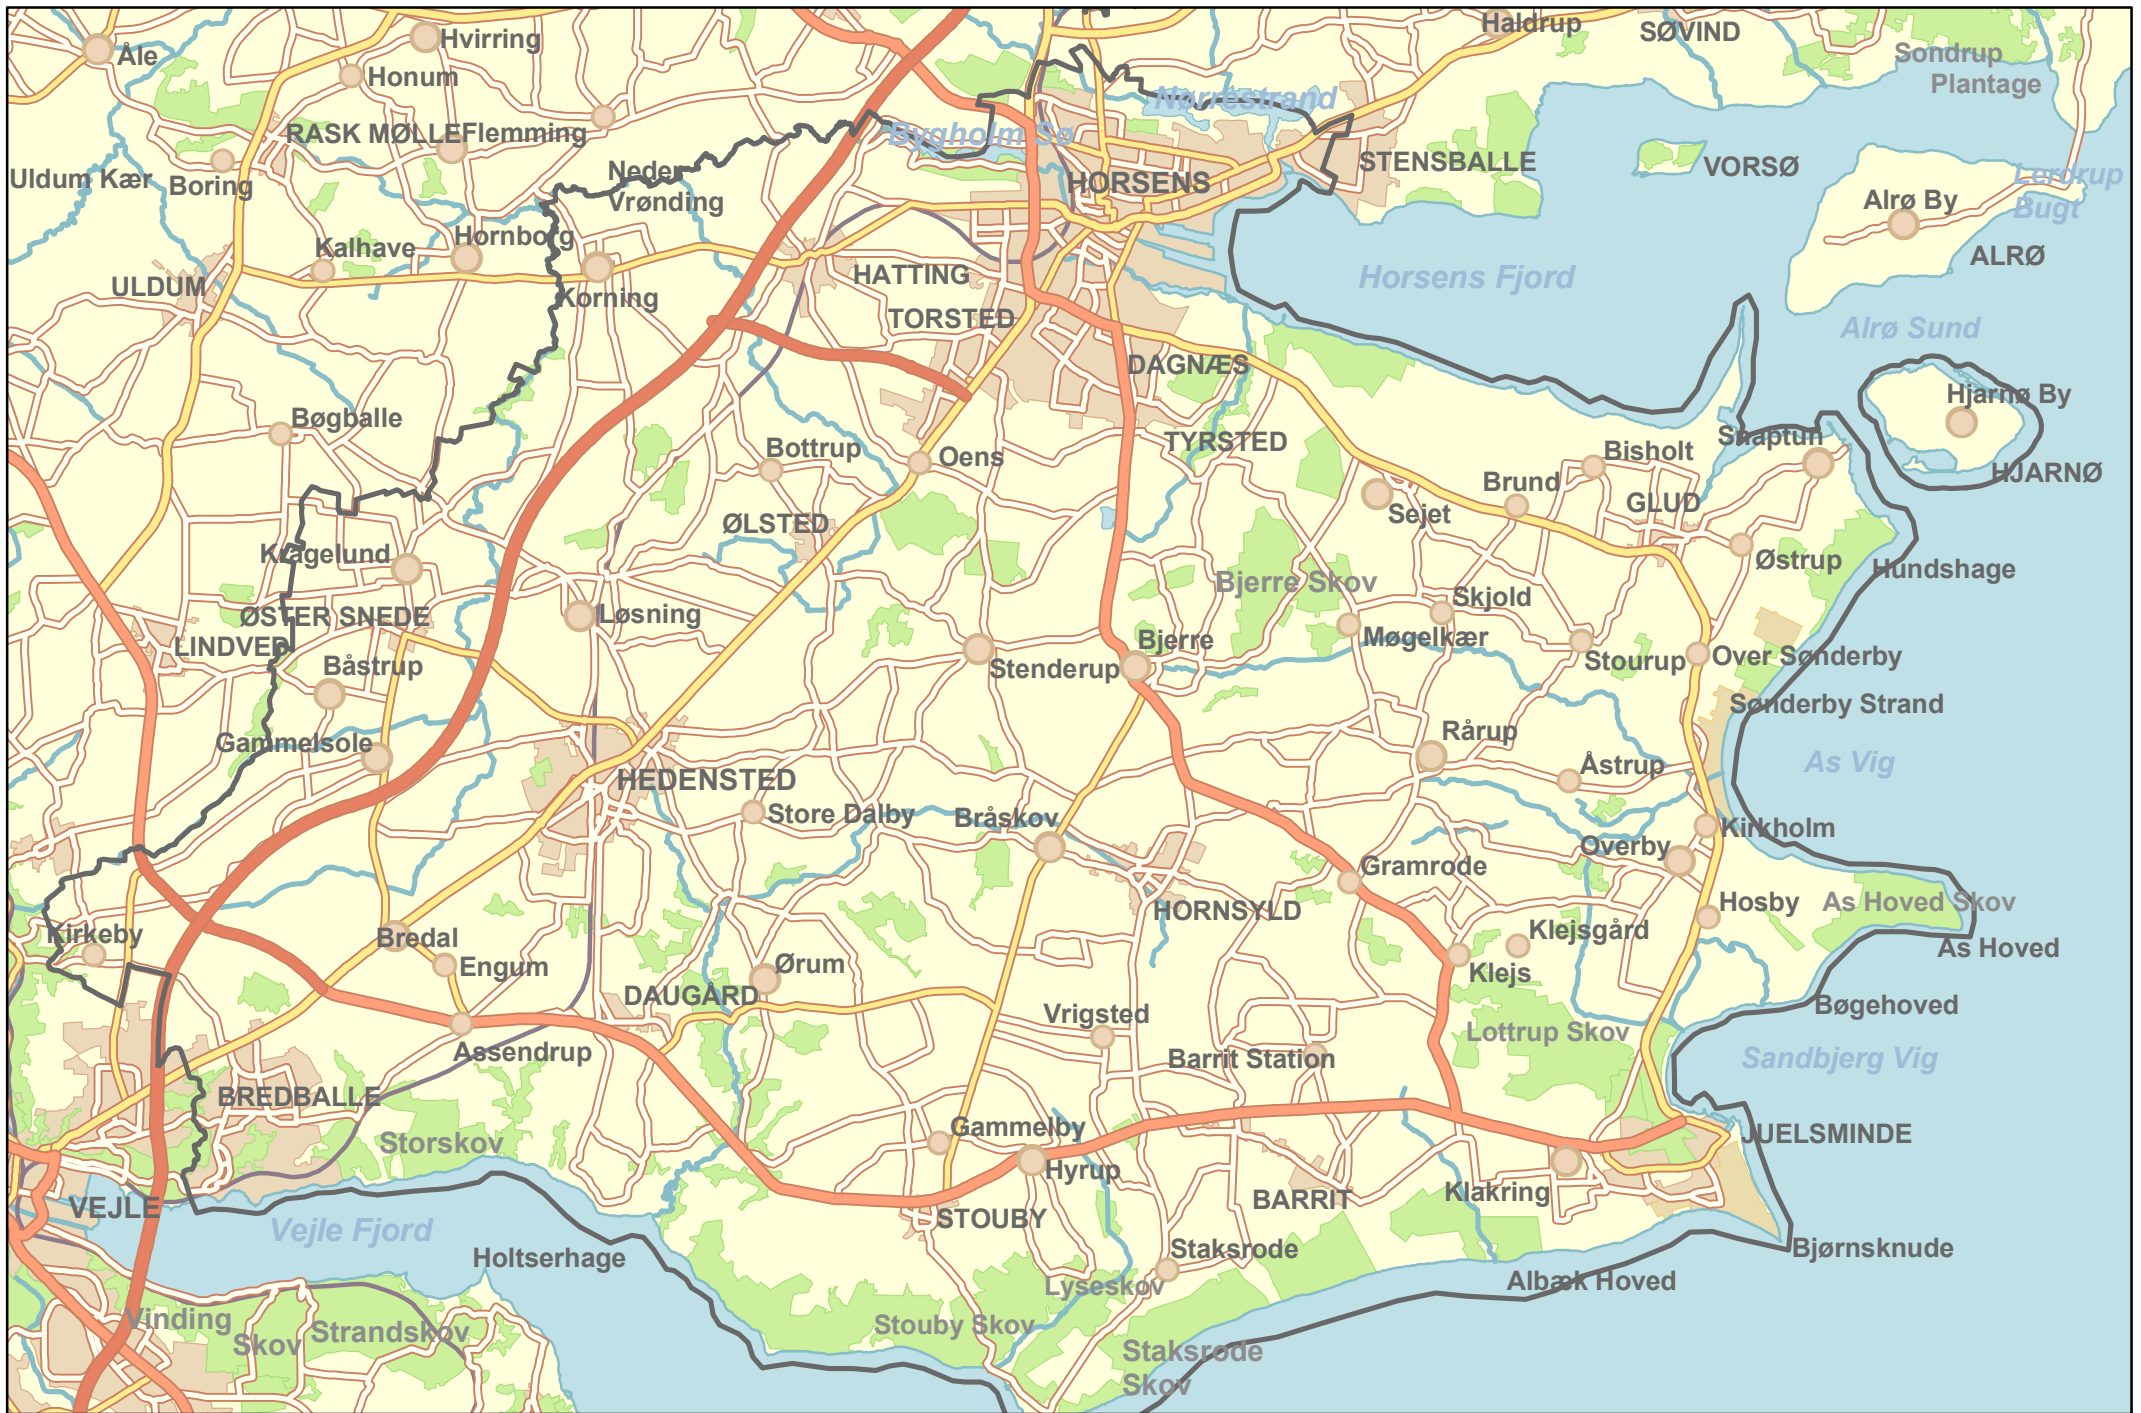 Haldrup
SØVIND
Hvirring
Åle
Sondrup
Plantage
Honum
Nørrestrand
RASK MØLLE
Flemming
Bygholm Sø
STENSBALLE
VORSØ
Lerdrup
Bugt
Uldum Kær
Boring
Neder
Vrønding
HORSENS
Alrø By
Kalhave
Hornborg
ALRØ
HATTING
Horsens Fjord
ULDUM
Korning
TORSTED
Alrø Sund
DAGNÆS
Hjarnø By
Bøgballe
Bottrup
Oens
TYRSTED
Bisholt
Snaptun
HJARNØ
Brund
GLUD
Sejet
ØLSTED
Kragelund
Østrup
Hundshage
Bjerre Skov
Skjold
ØSTER SNEDE
Løsning
Møgelkær
LINDVED
Bjerre
Stenderup
Stourup
Over Sønderby
Båstrup
Sønderby Strand
Gammelsole
Rårup
Åstrup
As Vig
HEDENSTED
Store Dalby
Bråskov
Kirkholm
Overby
Gramrode
HORNSYLD
Hosby
As Hoved Skov
Kirkeby
Bredal
Klejsgård
As Hoved
Engum
Ørum
Klejs
DAUGÅRD
Bøgehoved
Vrigsted
Lottrup Skov
Assendrup
Barrit Station
Sandbjerg Vig
BREDBALLE
Storskov
Gammelby
JUELSMINDE
Hyrup
BARRIT
Klakring
VEJLE
STOUBY
Vejle Fjord
Holtserhage
Staksrode
Bjørnsknude
Lyseskov
Albæk Hoved
Vinding
Skov
Strandskov
Stouby Skov
Staksrode
Skov